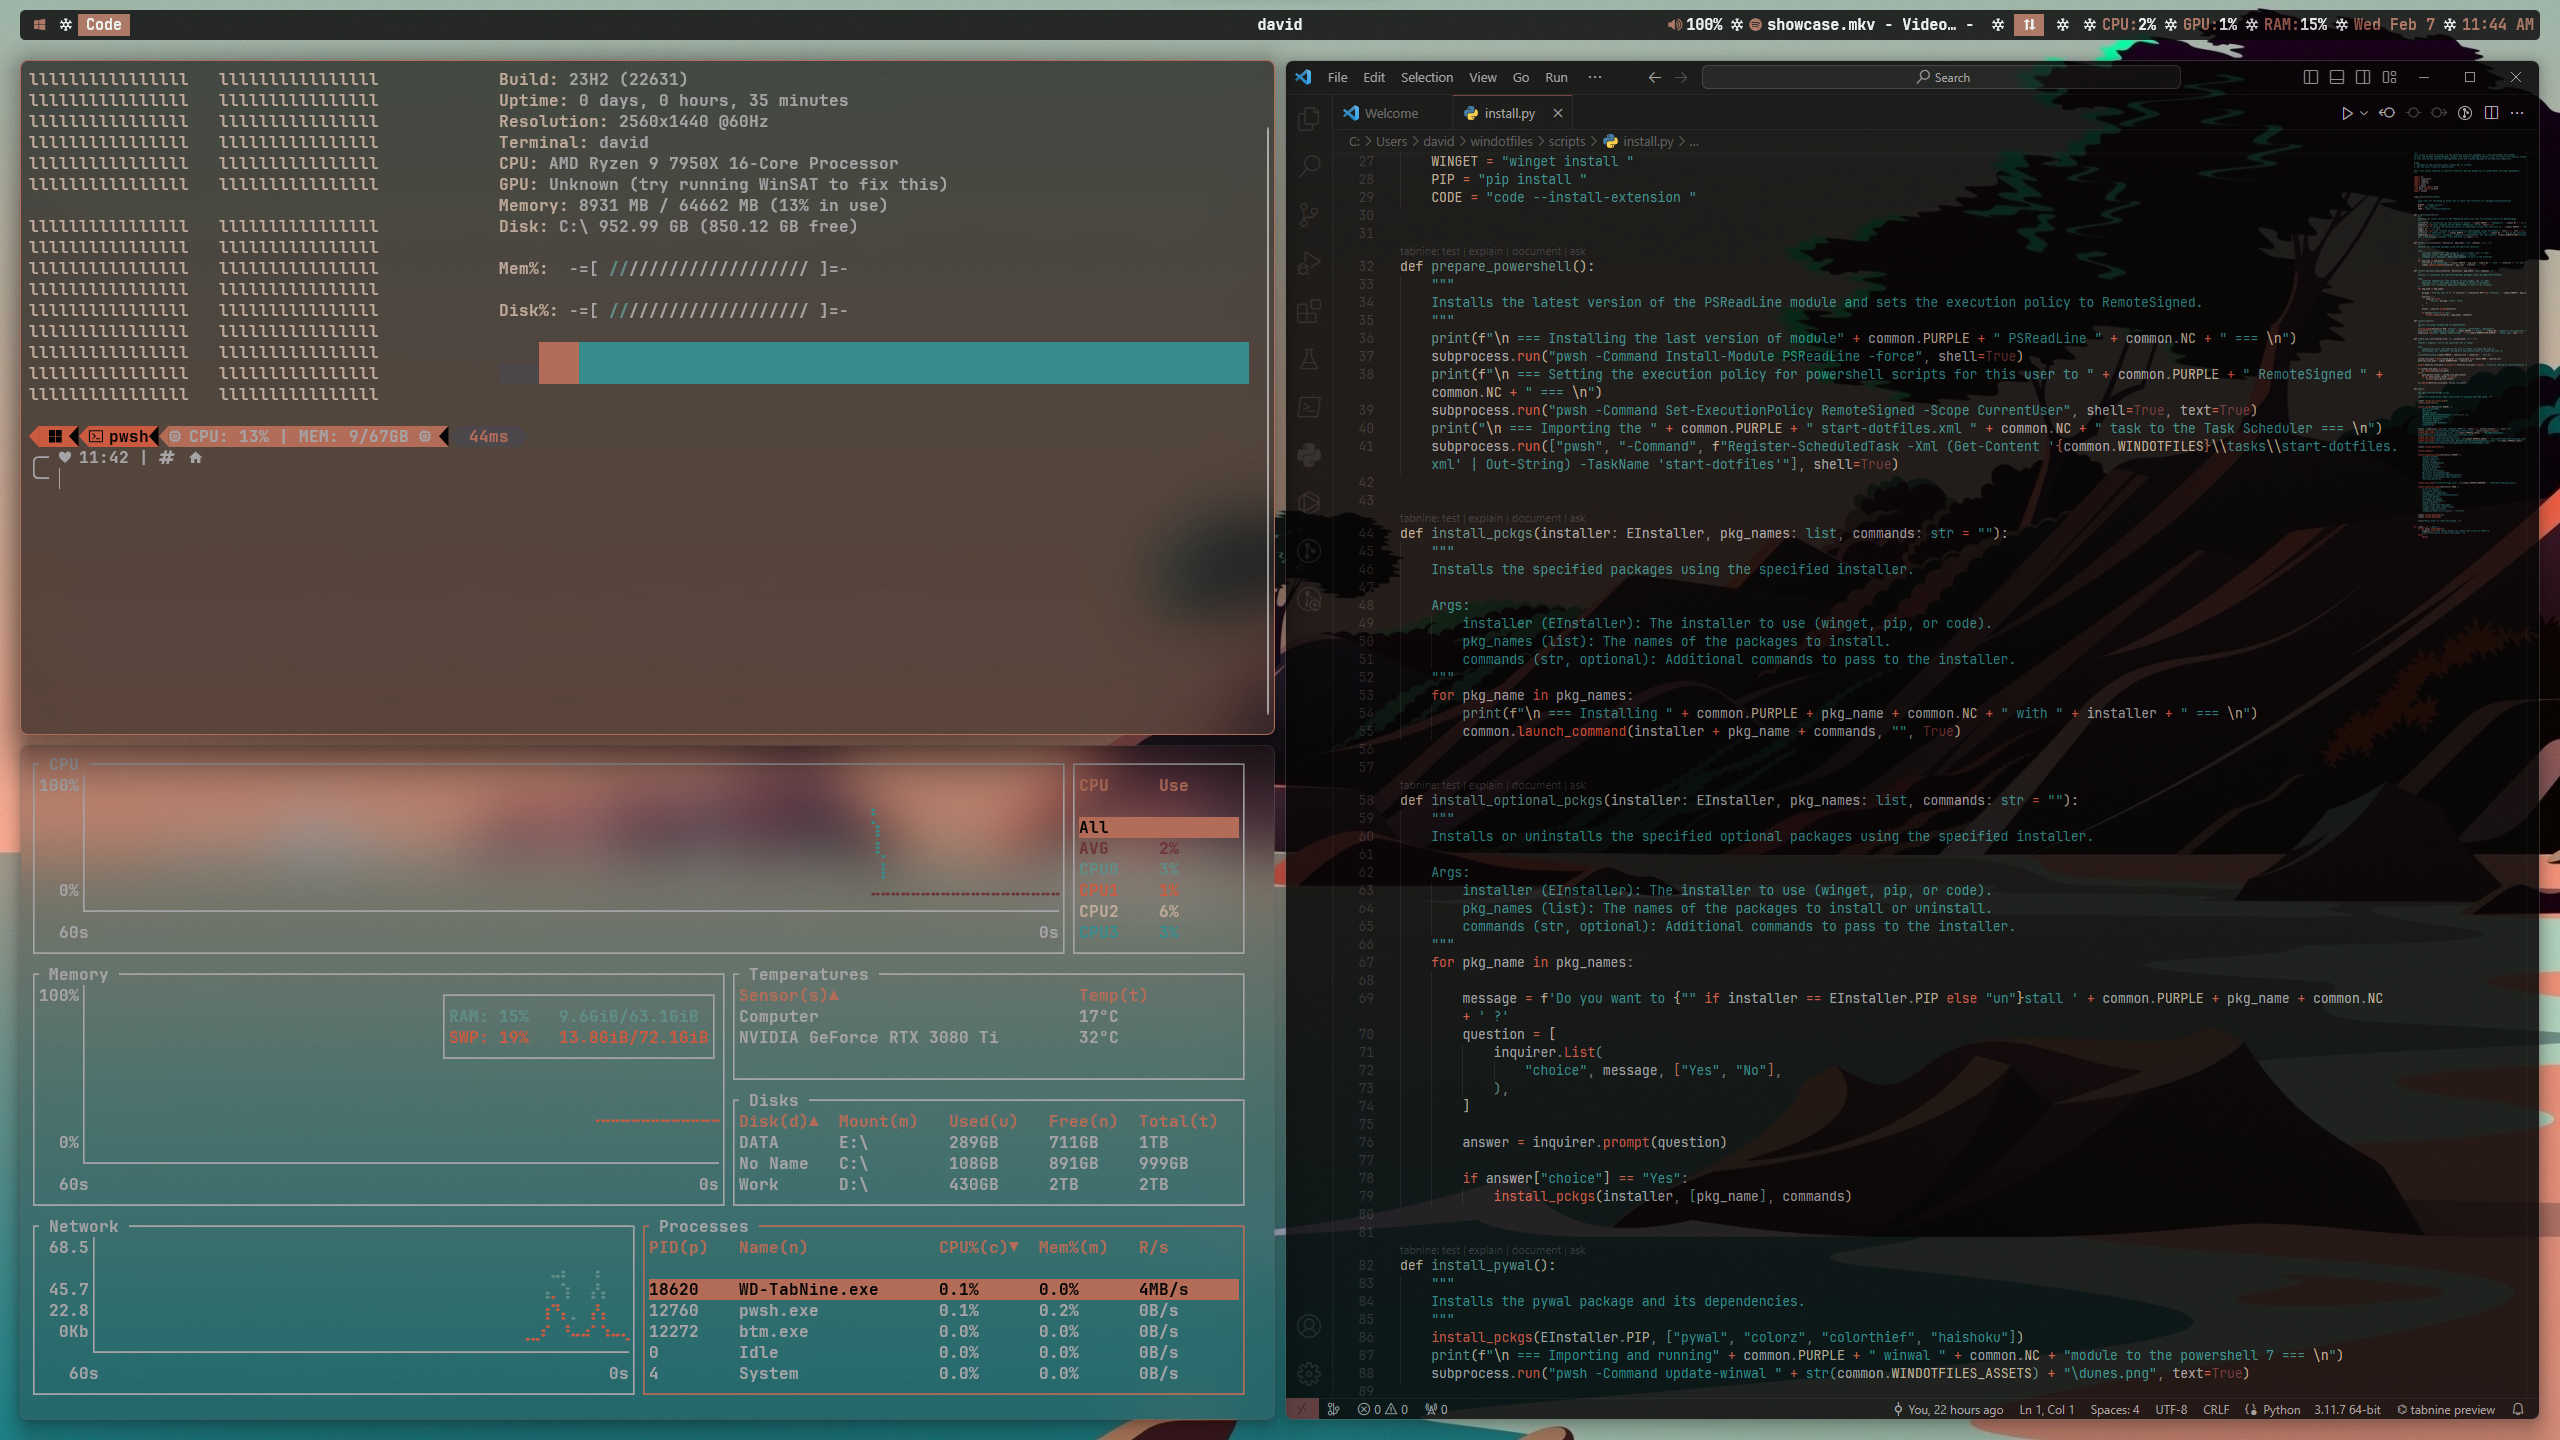 Code
david
100% showcase.mkv - Video… - CPU:2% GPU:1% RAM:15% Wed Feb 7 11:44 AM
llllllllllllllll llllllllllllllll Build: 23H2 (22631)
llllllllllllllll llllllllllllllll Uptime: 0 days, 0 hours, 35 minutes
llllllllllllllll llllllllllllllll Resolution: 2560x1440 @60Hz
llllllllllllllll llllllllllllllll Terminal: david
llllllllllllllll llllllllllllllll CPU: AMD Ryzen 9 7950X 16-Core Processor
llllllllllllllll llllllllllllllll GPU: Unknown (try running WinSAT to fix this)
Memory: 8931 MB / 64662 MB (13% in use)
llllllllllllllll llllllllllllllll Disk: C:\ 952.99 GB (850.12 GB free)
llllllllllllllll llllllllllllllll
llllllllllllllll llllllllllllllll Mem%: -=[ //////////////////// ]=-
llllllllllllllll llllllllllllllll
llllllllllllllll llllllllllllllll Disk%: -=[ //////////////////// ]=-
llllllllllllllll llllllllllllllll
llllllllllllllll llllllllllllllll
llllllllllllllll llllllllllllllll
llllllllllllllll llllllllllllllll
pwsh CPU: 13% | MEM: 9/67GB 44ms
11:42 | #
CPU
100%
0%
60s 0s
CPU Use
All
AVG 2%
CPU0 3%
CPU1 1%
CPU2 6%
CPU3 3%
Memory
100%
RAM: 15% 9.6GiB/63.1GiB
SWP: 19% 13.8GiB/72.1GiB
0%
60s 0s
Temperatures
Sensor(s)▲ Temp(t)
Computer 17°C
NVIDIA GeForce RTX 3080 Ti 32°C
Disks
Disk(d)▲ Mount(m) Used(u) Free(n) Total(t)
DATA E:\ 289GB 711GB 1TB
No Name C:\ 108GB 891GB 999GB
Work D:\ 430GB 2TB 2TB
Network
68.5
45.7
22.8
0Kb
60s 0s
Processes
PID(p) Name(n) CPU%(c)▼ Mem%(m) R/s
18620 WD-TabNine.exe 0.1% 0.0% 4MB/s
12760 pwsh.exe 0.1% 0.2% 0B/s
12272 btm.exe 0.0% 0.0% 0B/s
0 Idle 0.0% 0.0% 0B/s
4 System 0.0% 0.0% 0B/s
File Edit Selection View Go Run ··· Search
Welcome install.py
C: > Users > david > windotfiles > scripts > install.py > ...
27 WINGET = "winget install "
28 PIP = "pip install "
29 CODE = "code --install-extension "
30
31
tabnine: test | explain | document | ask
32 def prepare_powershell():
33 """
34 Installs the latest version of the PSReadLine module and sets the execution policy to RemoteSigned.
35 """
36 print(f"\n === Installing the last version of module" + common.PURPLE + " PSReadLine " + common.NC + " === \n")
37 subprocess.run("pwsh -Command Install-Module PSReadLine -force", shell=True)
38 print(f"\n === Setting the execution policy for powershell scripts for this user to " + common.PURPLE + " RemoteSigned " +
common.NC + " === \n")
39 subprocess.run("pwsh -Command Set-ExecutionPolicy RemoteSigned -Scope CurrentUser", shell=True, text=True)
40 print("\n === Importing the " + common.PURPLE + " start-dotfiles.xml " + common.NC + " task to the Task Scheduler === \n")
41 subprocess.run(["pwsh", "-Command", f"Register-ScheduledTask -Xml (Get-Content '{common.WINDOTFILES}\\tasks\\start-dotfiles.
xml' | Out-String) -TaskName 'start-dotfiles'"], shell=True)
42
43
tabnine: test | explain | document | ask
44 def install_pckgs(installer: EInstaller, pkg_names: list, commands: str = ""):
45 """
46 Installs the specified packages using the specified installer.
47
48 Args:
49 installer (EInstaller): The installer to use (winget, pip, or code).
50 pkg_names (list): The names of the packages to install.
51 commands (str, optional): Additional commands to pass to the installer.
52 """
53 for pkg_name in pkg_names:
54 print(f"\n === Installing " + common.PURPLE + pkg_name + common.NC + " with " + installer + " === \n")
55 common.launch_command(installer + pkg_name + commands, "", True)
56
57
tabnine: test | explain | document | ask
58 def install_optional_pckgs(installer: EInstaller, pkg_names: list, commands: str = ""):
59 """
60 Installs or uninstalls the specified optional packages using the specified installer.
61
62 Args:
63 installer (EInstaller): The installer to use (winget, pip, or code).
64 pkg_names (list): The names of the packages to install or uninstall.
65 commands (str, optional): Additional commands to pass to the installer.
66 """
67 for pkg_name in pkg_names:
68
69 message = f'Do you want to {"" if installer == EInstaller.PIP else "un"}stall ' + common.PURPLE + pkg_name + common.NC
+ ' ?'
70 question = [
71 inquirer.List(
72 "choice", message, ["Yes", "No"],
73 ),
74 ]
75
76 answer = inquirer.prompt(question)
77
78 if answer["choice"] == "Yes":
79 install_pckgs(installer, [pkg_name], commands)
80
81
tabnine: test | explain | document | ask
82 def install_pywal():
83 """
84 Installs the pywal package and its dependencies.
85 """
86 install_pckgs(EInstaller.PIP, ["pywal", "colorz", "colorthief", "haishoku"])
87 print(f"\n === Importing and running" + common.PURPLE + " winwal " + common.NC + "module to the powershell 7 === \n")
88 subprocess.run("pwsh -Command update-winwal " + str(common.WINDOTFILES_ASSETS) + "\dunes.png", text=True)
89
0 0 0 You, 22 hours ago Ln 1, Col 1 Spaces: 4 UTF-8 CRLF Python 3.11.7 64-bit tabnine preview